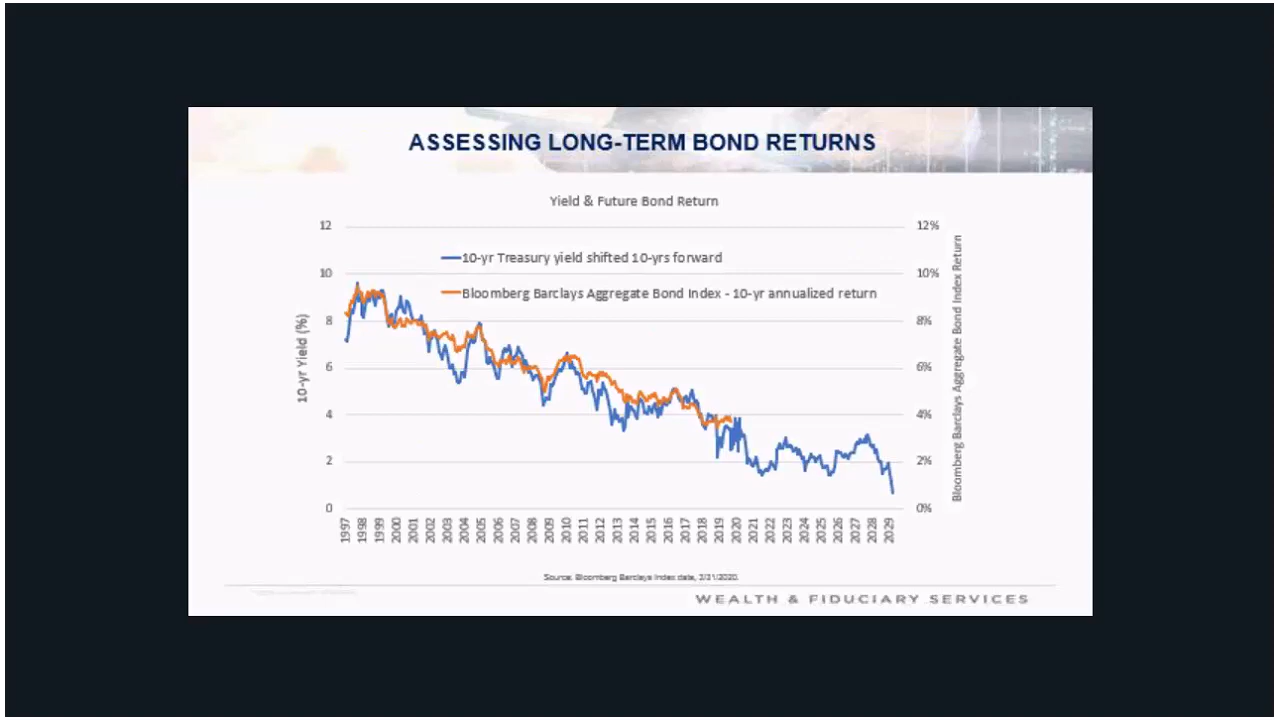 ASSESSING LONG-TERM BOND RETURNS
Yield & Future Bond Return
12
10
8
6
4
2
0
10-yr Yield (%)
10-yr Treasury yield shifted 10-yrs forward
Bloomberg Barclays Aggregate Bond Index - 10-yr annualized return
12%
10%
8%
6%
4%
2%
0%
Bloomberg Barclays Aggregate Bond Index Return
1997 1998 1999 2000 2001 2002 2003 2004 2005 2006 2007 2008 2009 2010 2011 2012 2013 2014 2015 2016 2017 2018 2019 2020 2021 2022 2023 2024 2025 2026 2027 2028 2029
Source: Bloomberg Barclays Index data, /31/2020.
WEALTH & FIDUCIARY SERVICES